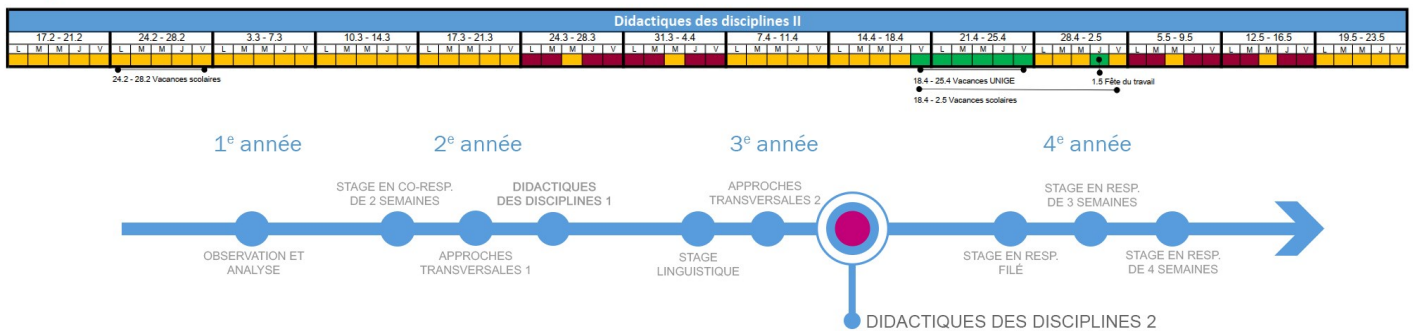 Didactiques des disciplines II
17.2 - 21.2 24.2 - 28.2 3.3 - 7.3 10.3 - 14.3 17.3 - 21.3 24.3 - 28.3 31.3 - 4.4 7.4 - 11.4 14.4 - 18.4 21.4 - 25.4 28.4 - 2.5 5.5 - 9.5 12.5 - 16.5 19.5 - 23.5
L M M J V L M M J V L M M J V L M M J V L M M J V L M M J V L M M J V L M M J V L M M J V L M M J V L M M J V L M M J V L M M J V L M M J V
24.2 - 28.2 Vacances scolaires
18.4 - 25.4 Vacances UNIGE
1.5 Fête du travail
18.4 - 2.5 Vacances scolaires
1e année
2e année
3e année
4e année
STAGE EN CO-RESP.
DE 2 SEMAINES
DIDACTIQUES
DES DISCIPLINES 1
APPROCHES
TRANSVERSALES 2
STAGE EN RESP.
DE 3 SEMAINES
OBSERVATION ET
ANALYSE
APPROCHES
TRANSVERSALES 1
STAGE
LINGUISTIQUE
STAGE EN RESP.
FILÉ
STAGE EN RESP.
DE 4 SEMAINES
DIDACTIQUES DES DISCIPLINES 2